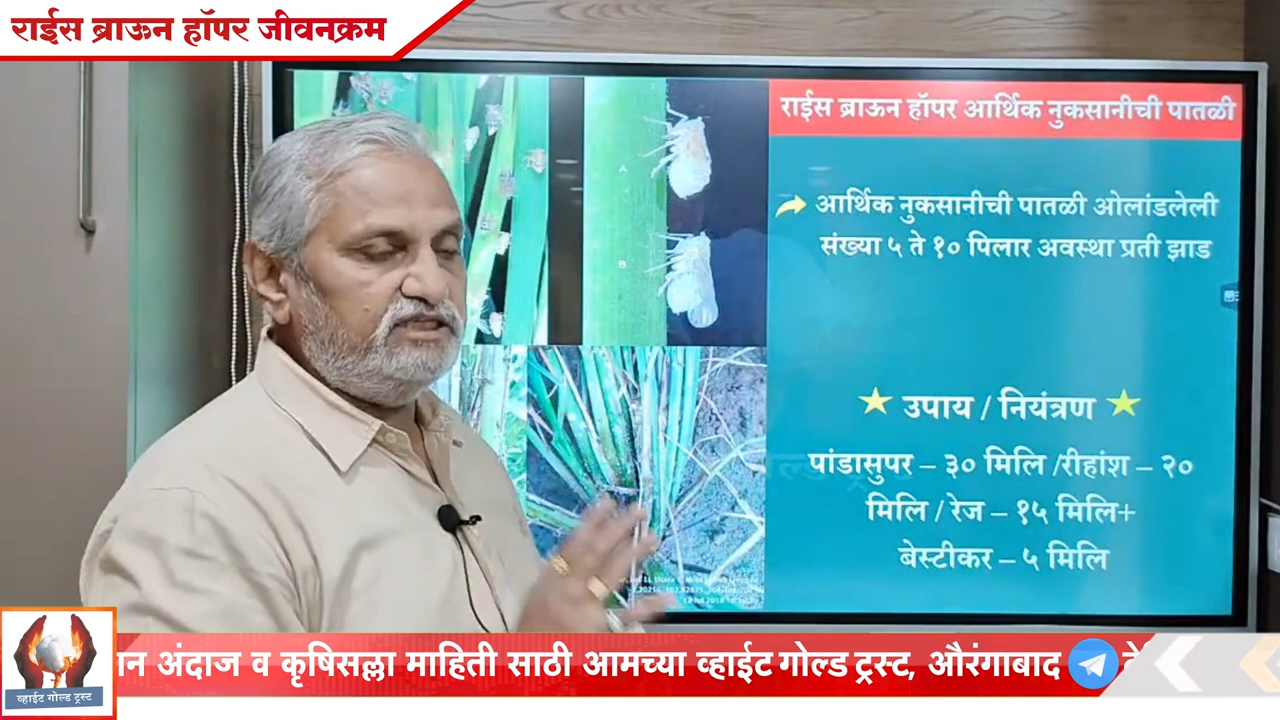 राईस ब्राऊन हॉपर जीवनक्रम
राईस ब्राऊन हॉपर आर्थिक नुकसानीची पातळी
आर्थिक नुकसानीची पातळी ओलांडलेली
संख्या ५ ते १० पिलार अवस्था प्रती झाड
A
B
उपाय / नियंत्रण
पांडासुपर – ३० मिलि /रीहांश – २०
मिलि / रेज – १५ मिलि+
बेस्टीकर – ५ मिलि
अंदाज व कृषिसल्ला माहिती साठी आमच्या व्हाईट गोल्ड ट्रस्ट, औरंगाबाद
व्हाईट गोल्ड ट्रस्ट